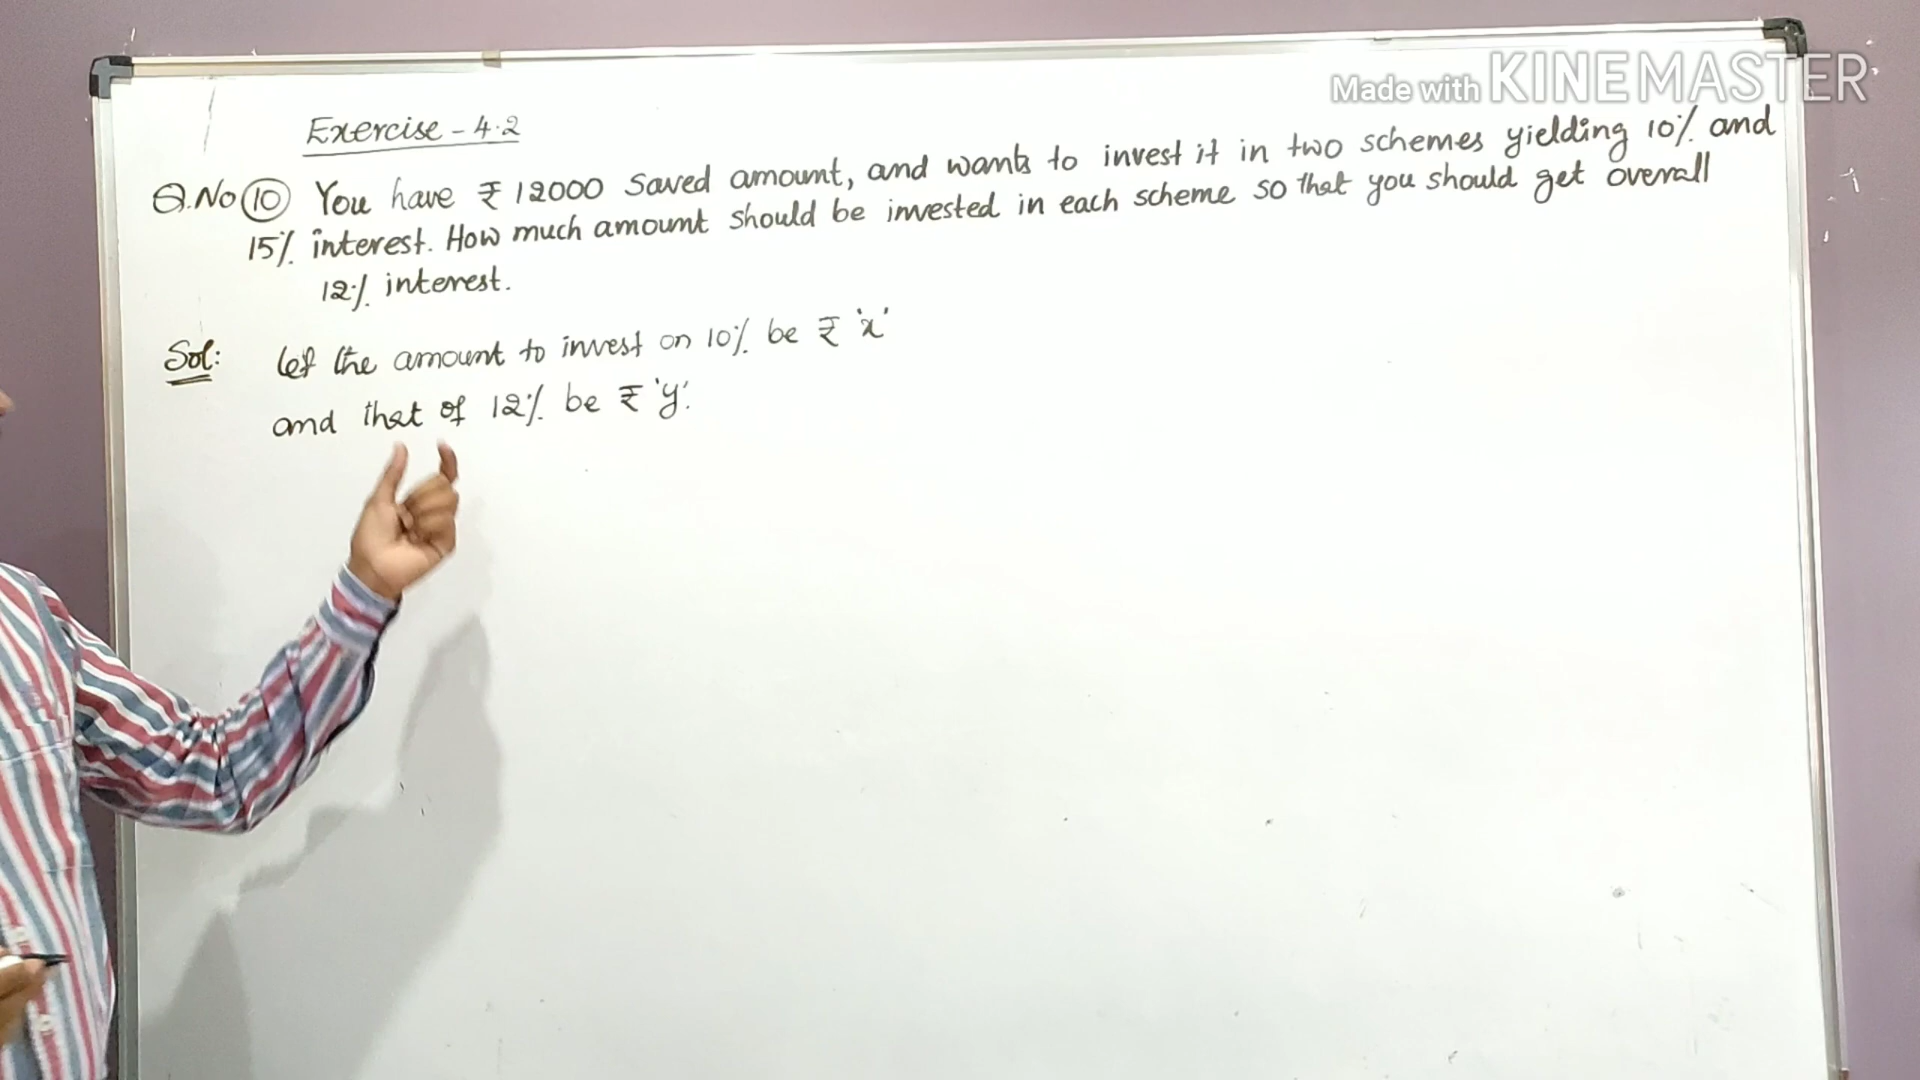 Made with KINEMASTER
Exercise - 4.2
Q.No 10 You have ₹ 12000 saved amount, and wants to invest it in two schemes yielding 10% and
15% interest. How much amount should be invested in each scheme so that you should get overall
12% interest.
Sol: Let the amount to invest on 10% be ₹ 'x'
and that of 12% be ₹ 'y'.